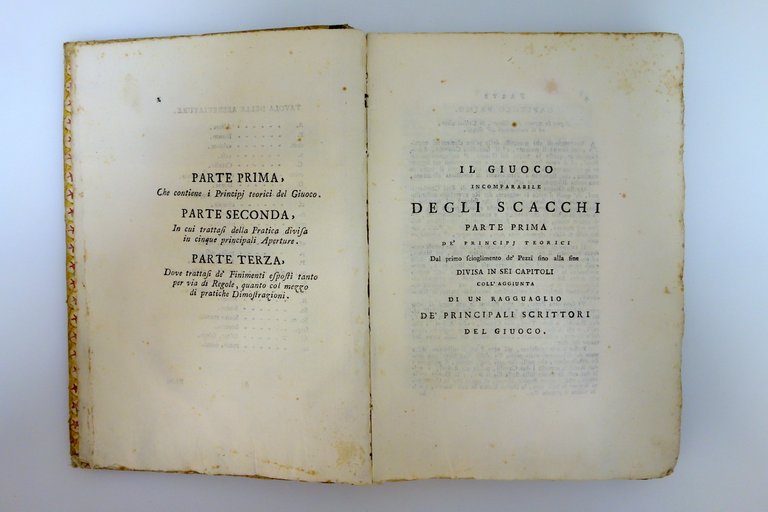 PARTE PRIMA,
Che contiene i Principj teorici del Giuoco.
PARTE SECONDA,
In cui trattaſi della Pratica diviſa
in cinque principali Aperture.
PARTE TERZA,
Dove trattaſi de' Finimenti eſpoſti tanto
per via di Regole, quanto col mezzo
di pratiche Dimoſtrazioni.
IL GIUOCO
INCOMPARABILE
DEGLI SCACCHI
PARTE PRIMA
DE' PRINCIPJ TEORICI
Dal primo ſcioglimento de' Pezzi fino alla fine
DIVISA IN SEI CAPITOLI
COLL' AGGIUNTA
DI UN RAGGUAGLIO
DE' PRINCIPALI SCRITTORI
DEL GIUOCO.